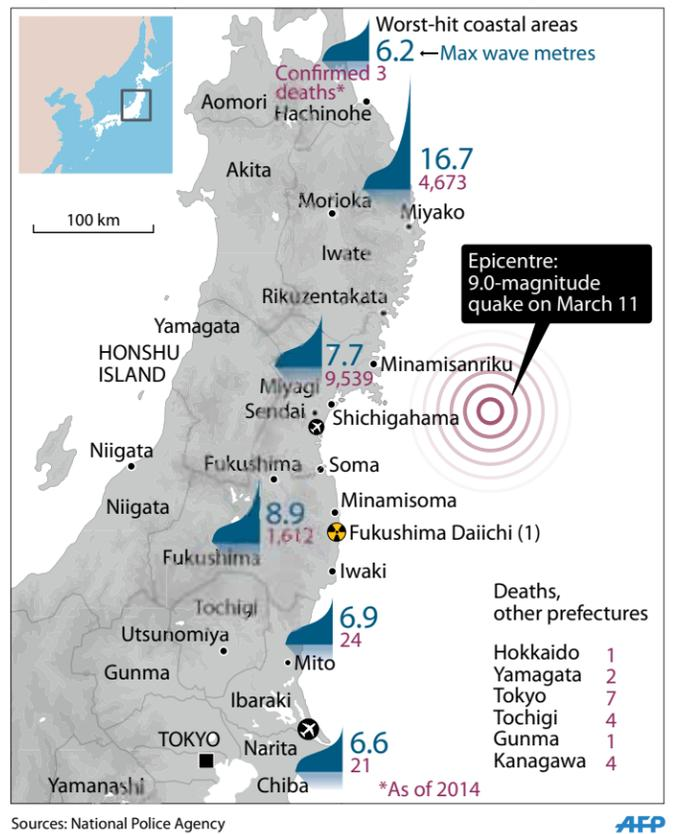 Worst-hit coastal areas
6.2
Max wave metres
Confirmed 3
deaths*
Aomori
Hachinohe
16.7
4,673
Akita
100 km
Morioka
Miyako
Iwate
Epicentre:
9.0-magnitude
quake on March 11
Rikuzentakata
Yamagata
HONSHU
ISLAND
7.7
9,539
Minamisanriku
Miyagi
Sendai
Shichigahama
Niigata
Fukushima
Soma
Niigata
8.9
1,612
Minamisoma
Fukushima Daiichi (1)
Fukushima
Iwaki
Deaths,
other prefectures
Tochigi
6.9
24
Utsunomiya
Mito
Gunma
Hokkaido 1
Yamagata 2
Tokyo 7
Tochigi 4
Gunma 1
Kanagawa 4
Ibaraki
TOKYO
Narita
6.6
21
Chiba
Yamanashi
*As of 2014
Sources: National Police Agency
AFP